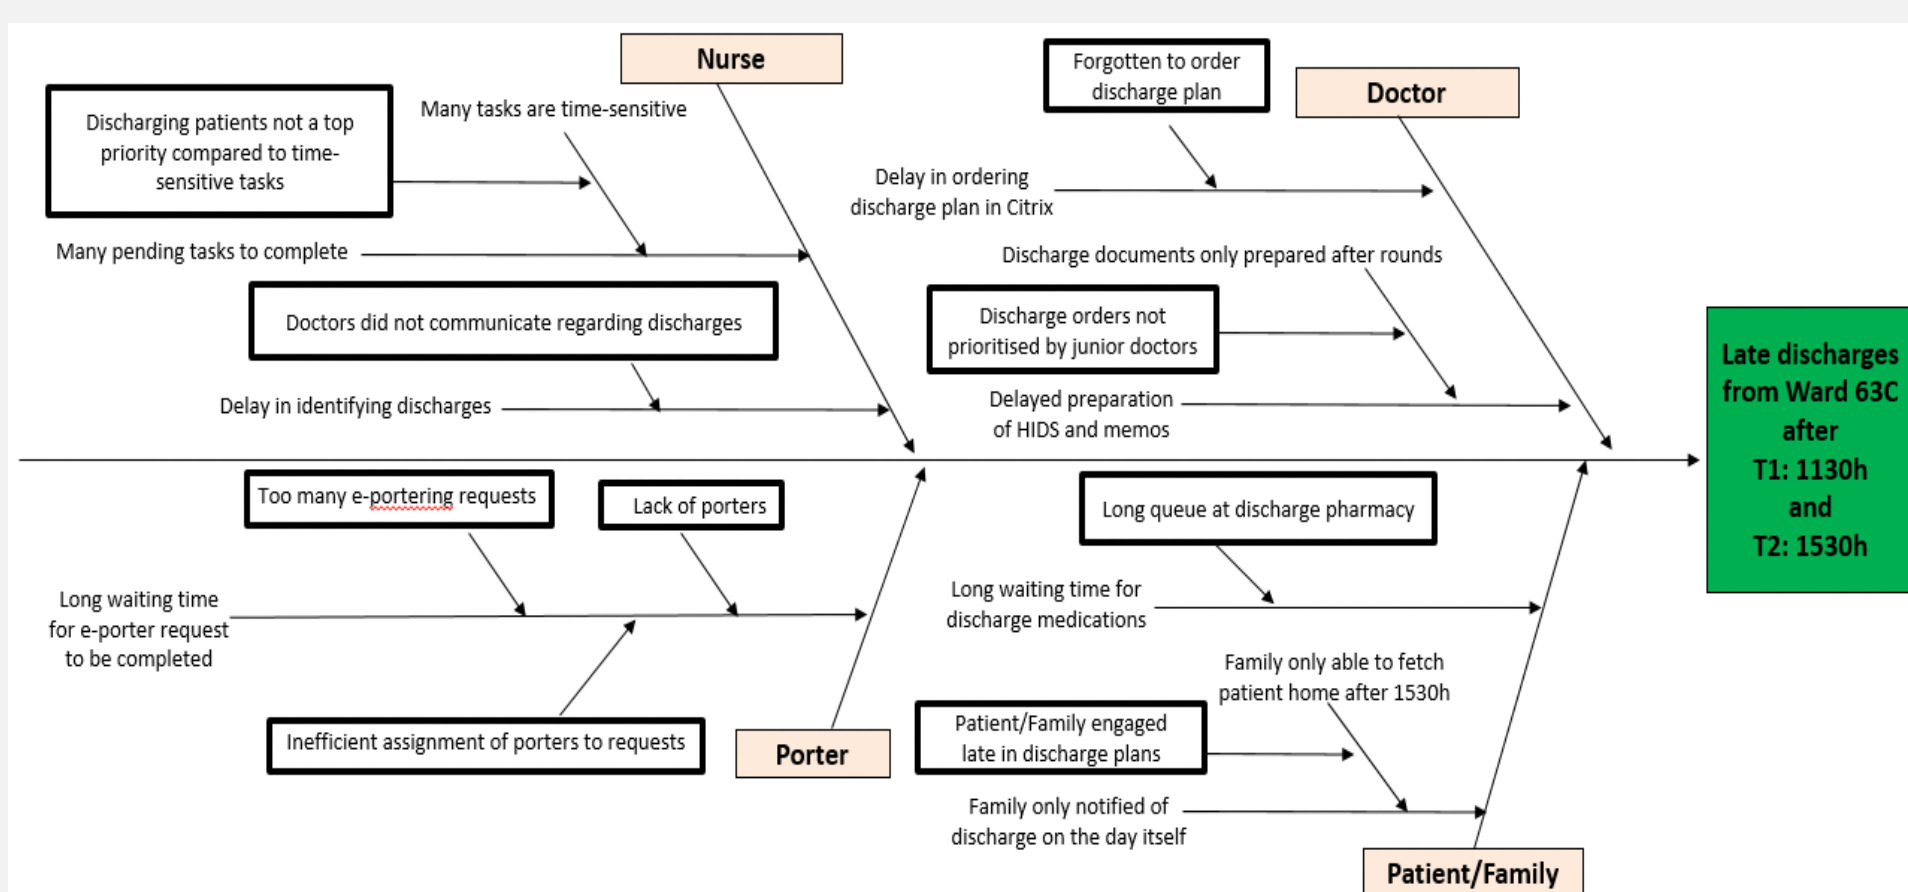 Nurse
Discharging patients not a top
priority compared to time-
sensitive tasks
Many tasks are time-sensitive
Many pending tasks to complete
Doctors did not communicate regarding discharges
Delay in identifying discharges
Forgotten to order
discharge plan
Doctor
Delay in ordering
discharge plan in Citrix
Discharge documents only prepared after rounds
Discharge orders not
prioritised by junior doctors
Delayed preparation
of HIDS and memos
Late discharges
from Ward 63C
after
T1: 1130h
and
T2: 1530h
Too many e-portering requests
Lack of porters
Long waiting time
for e-porter request
to be completed
Inefficient assignment of porters to requests
Porter
Long queue at discharge pharmacy
Long waiting time for
discharge medications
Family only able to fetch
patient home after 1530h
Patient/Family engaged
late in discharge plans
Family only notified of
discharge on the day itself
Patient/Family